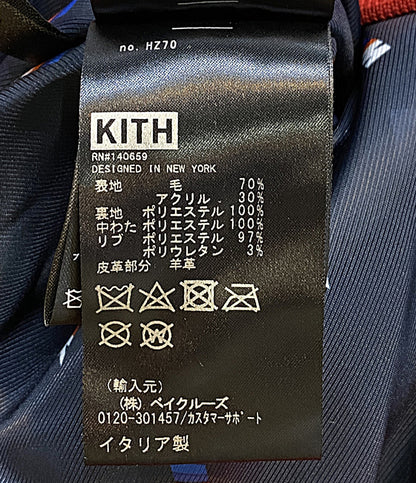 no. HZ70
KITH
RN#140659
DESIGNED IN NEW YORK
表地 毛 70%
アクリル 30%
裏地 ポリエステル 100%
中わた ポリエステル 100%
リブ ポリエステル 97%
ポリウレタン 3%
皮革部分 羊革
W
(輸入元)
(株) ベイクルーズ
0120-301457/カスタマーサポート
イタリア製